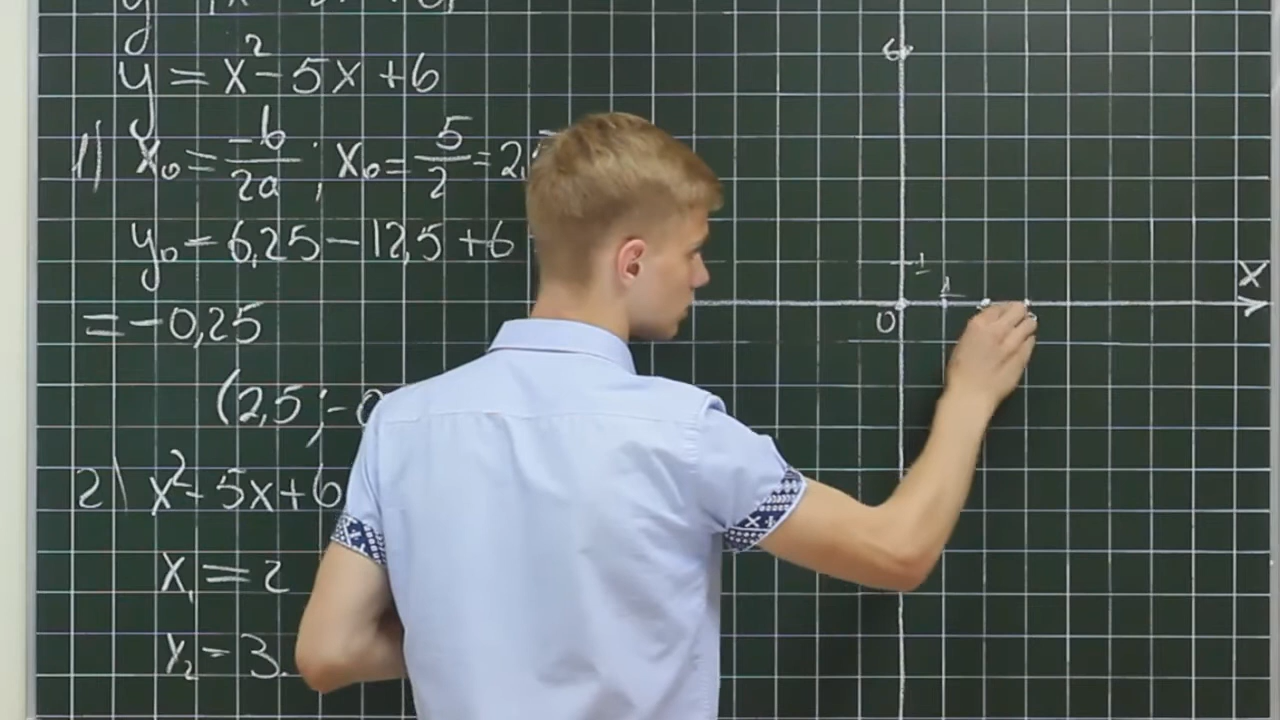 y = x² - 5x + 6
1) x₀ = -b/2a ; x₀ = 5/2 = 2,
y₀ = 6,25 - 12,5 + 6
= -0,25
(2,5 ; -0
2) x² - 5x + 6
x₁ = 2
x₂ = 3.
6
1
1
0
X